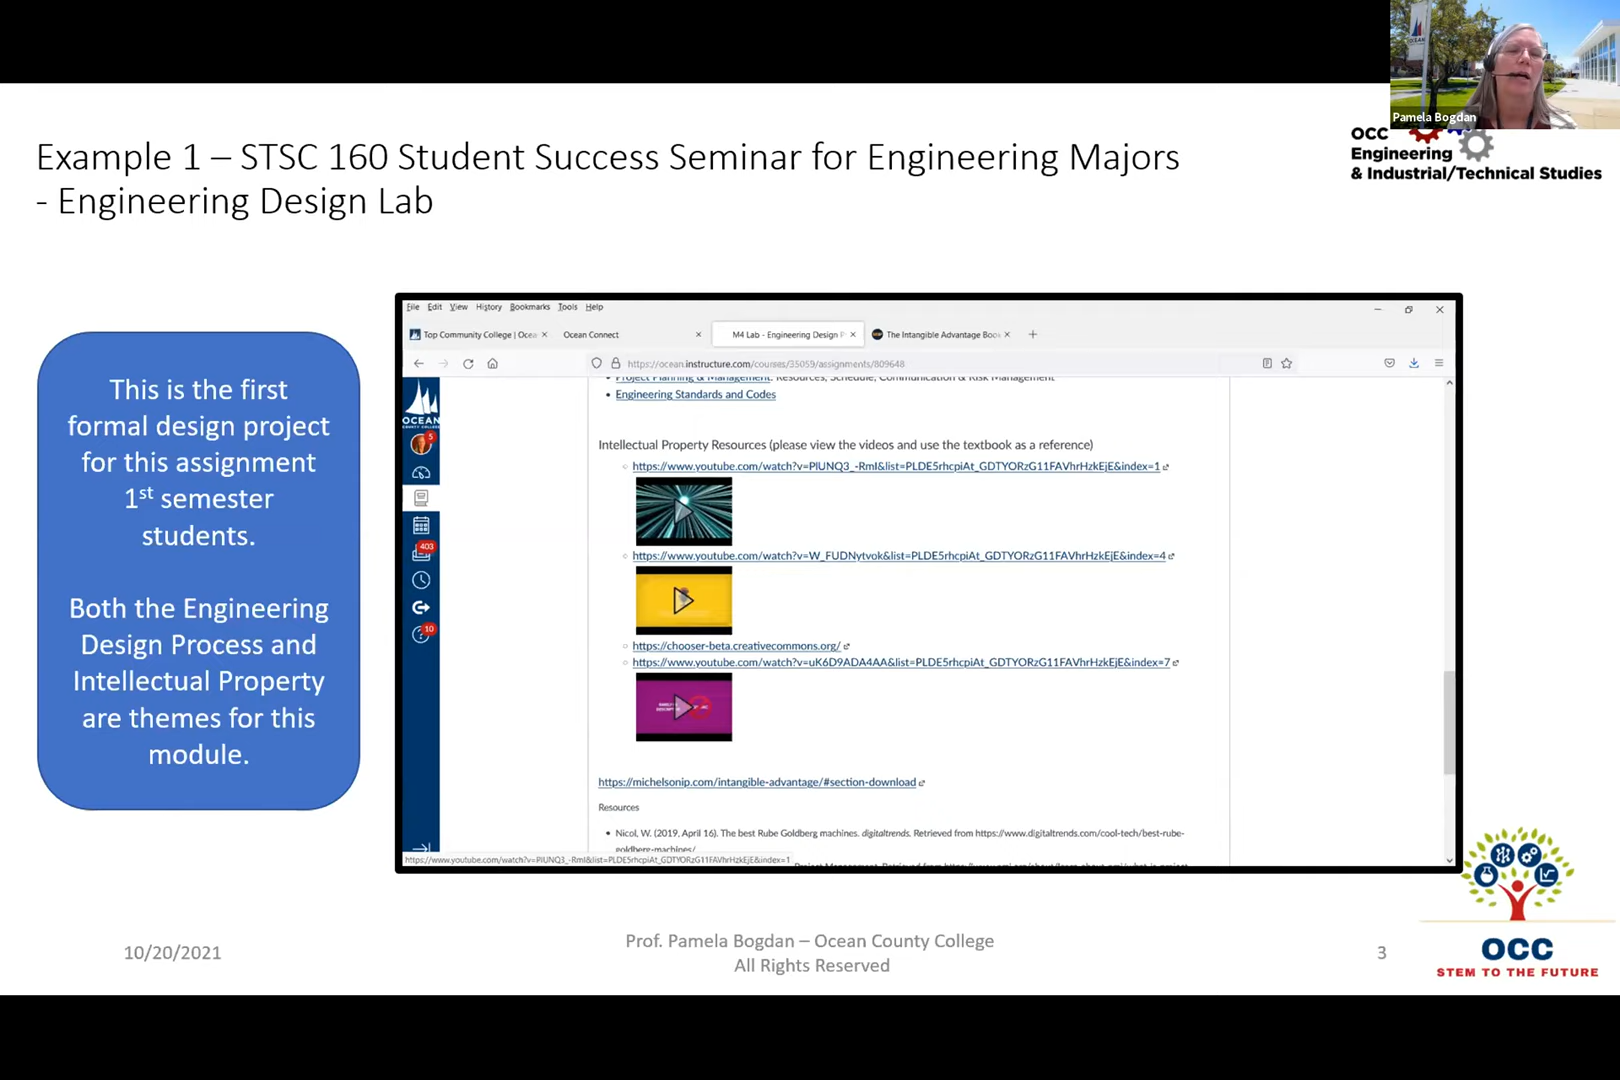 OCEAN
Pamela Bogdan
OCC
Engineering
& Industrial/Technical Studies
Example 1 – STSC 160 Student Success Seminar for Engineering Majors
- Engineering Design Lab
This is the first
formal design project
for this assignment
1st semester
students.
Both the Engineering
Design Process and
Intellectual Property
are themes for this
module.
File Edit View History Bookmarks Tools Help
Top Community College | Ocea
Ocean Connect
M4 Lab - Engineering Design P
The Intangible Advantage Boo
https://ocean.instructure.com/courses/35059/assignments/809648
OCEAN
COUNTY COLLEGE
5
403
10
Project Planning & Management: Resources, Schedule, Communication & Risk Management
Engineering Standards and Codes
Intellectual Property Resources (please view the videos and use the textbook as a reference)
https://www.youtube.com/watch?v=PlUNQ3_-RmI&list=PLDE5rhcpiAt_GDTYORzG11FAVhrHzkEjE&index=1
https://www.youtube.com/watch?v=W_FUDNytvok&list=PLDE5rhcpiAt_GDTYORzG11FAVhrHzkEjE&index=4
https://chooser-beta.creativecommons.org/
https://www.youtube.com/watch?v=uK6D9ADA4AA&list=PLDE5rhcpiAt_GDTYORzG11FAVhrHzkEjE&index=7
https://michelsonip.com/intangible-advantage/#section-download
Resources
Nicol, W. (2019, April 16). The best Rube Goldberg machines. digitaltrends. Retrieved from https://www.digitaltrends.com/cool-tech/best-rube-
goldberg-machines/
https://www.youtube.com/watch?v=PlUNQ3_-RmI&list=PLDE5rhcpiAt_GDTYORzG11FAVhrHzkEjE&index=1
10/20/2021
Prof. Pamela Bogdan – Ocean County College
All Rights Reserved
3
OCC
STEM TO THE FUTURE